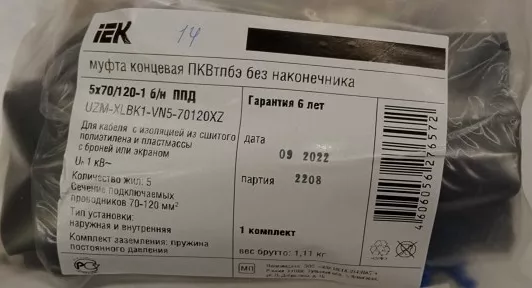 IEK
14
муфта концевая ПКВтпбэ без наконечника
5х70/120-1 б/н ППД
UZM-XLBK1-VN5-70120XZ
Для кабеля с изоляцией из сшитого
полиэтилена и пластмассы
с броней или экраном
U- 1 кВ~
Количество жил: 5
Сечение подключаемых
проводников 70-120 мм²
Тип установки:
наружная и внутренняя
Комплект заземления: пружина
постоянного давления
Гарантия 6 лет
дата
09 2022
партия 2208
1 комплект
вес брутто: 1,11 кг
4606056127657
МП